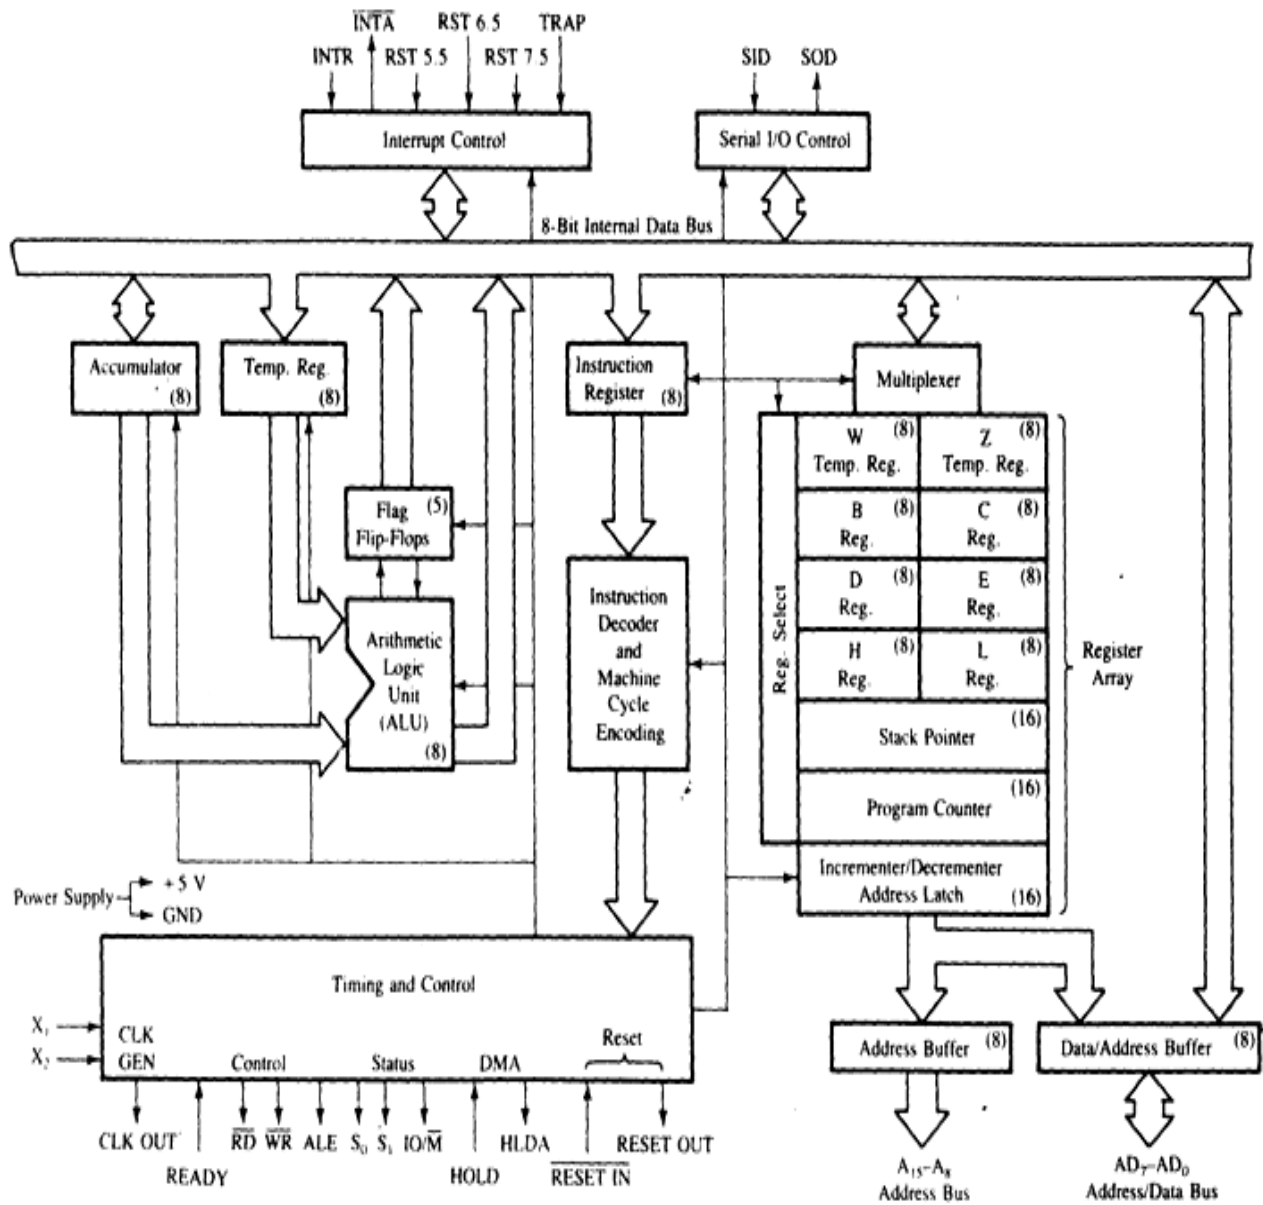 INTA
RST 6.5
TRAP
INTR
RST 5.5
RST 7.5
SID
SOD
Interrupt Control
Serial I/O Control
8-Bit Internal Data Bus
Accumulator
(8)
Temp. Reg.
(8)
Instruction
Register
(8)
Multiplexer
Flag
(5)
Flip-Flops
Arithmetic
Logic
Unit
(ALU)
(8)
Instruction
Decoder
and
Machine
Cycle
Encoding
Reg. Select
W (8)
Temp. Reg.
Z (8)
Temp. Reg.
B (8)
Reg.
C (8)
Reg.
D (8)
Reg.
E (8)
Reg.
H (8)
Reg.
L (8)
Reg.
(16)
Stack Pointer
(16)
Program Counter
Incrementer/Decrementer
Address Latch (16)
Register
Array
Power Supply
+5 V
GND
Timing and Control
X₁
X₂
CLK
GEN
Control
Status
DMA
Reset
CLK OUT
READY
RD
WR
ALE
S₀
S₁
IO/M
HOLD
HLDA
RESET IN
RESET OUT
Address Buffer (8)
Data/Address Buffer (8)
A₁₅–A₈
Address Bus
AD₇–AD₀
Address/Data Bus